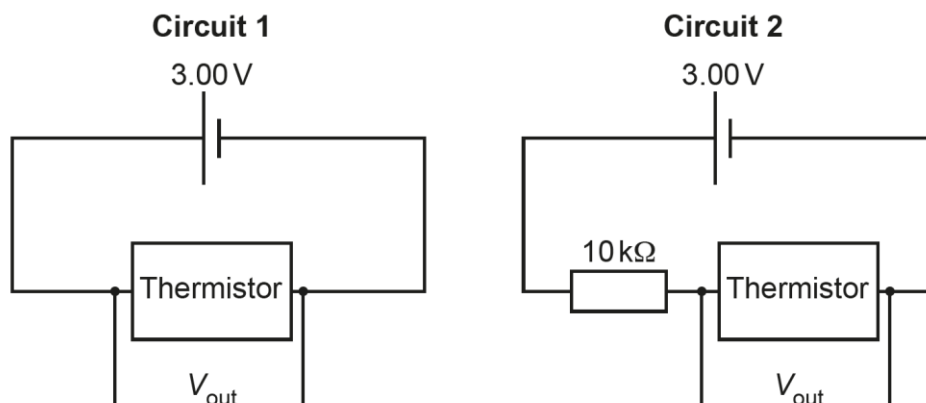 Circuit 1
3.00 V
Thermistor
V_out
Circuit 2
3.00 V
10 kΩ
Thermistor
V_out